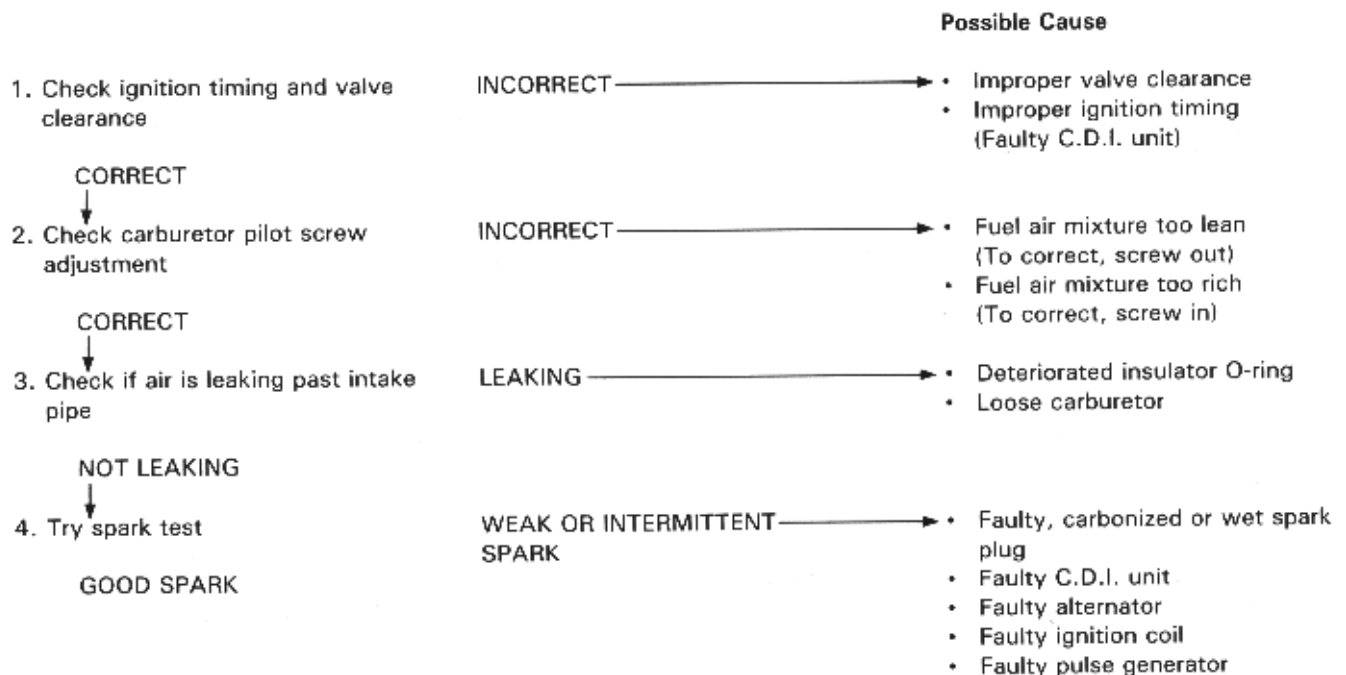 Possible Cause
1. Check ignition timing and valve
clearance
INCORRECT
• Improper valve clearance
• Improper ignition timing
(Faulty C.D.I. unit)
CORRECT
2. Check carburetor pilot screw
adjustment
INCORRECT
• Fuel air mixture too lean
(To correct, screw out)
• Fuel air mixture too rich
(To correct, screw in)
CORRECT
3. Check if air is leaking past intake
pipe
LEAKING
• Deteriorated insulator O-ring
• Loose carburetor
NOT LEAKING
4. Try spark test
WEAK OR INTERMITTENT
SPARK
• Faulty, carbonized or wet spark
plug
• Faulty C.D.I. unit
• Faulty alternator
• Faulty ignition coil
• Faulty pulse generator
GOOD SPARK